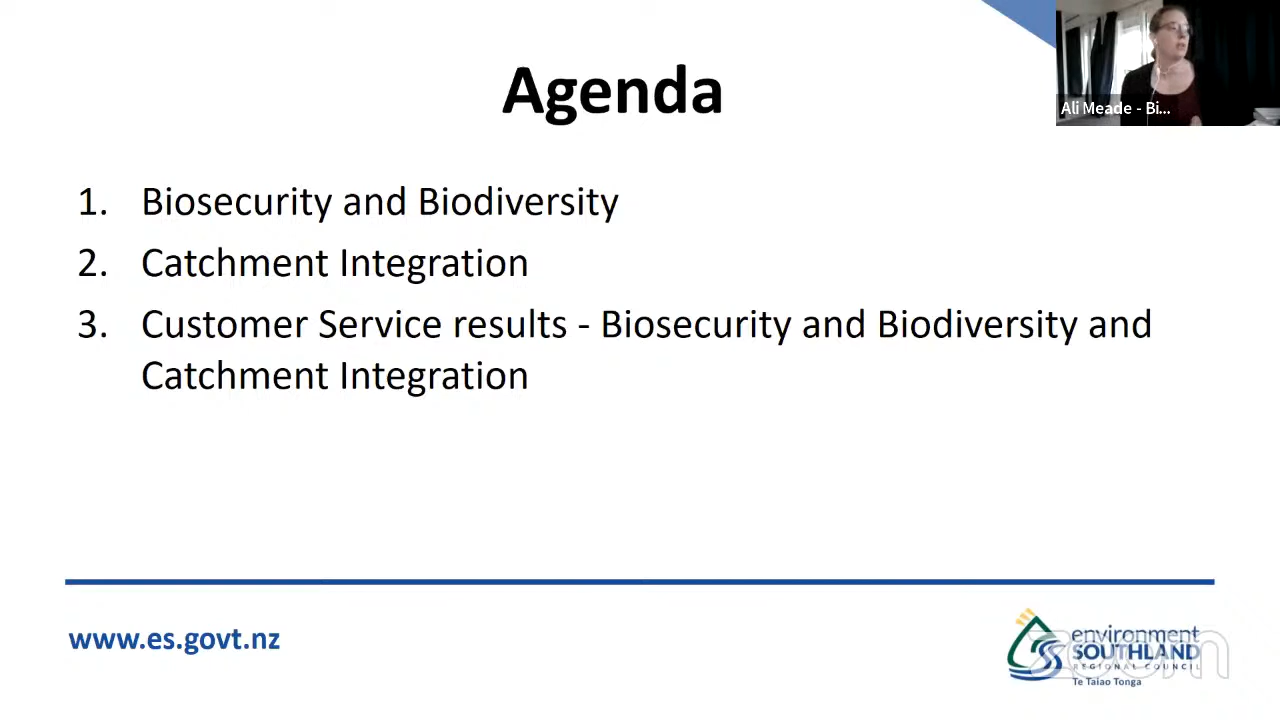 Agenda
Ali Meade - Bi...
1. Biosecurity and Biodiversity
2. Catchment Integration
3. Customer Service results - Biosecurity and Biodiversity and
Catchment Integration
www.es.govt.nz
environment
SOUTHLAND
REGIONAL COUNCIL
Te Taiao Tonga
zoom